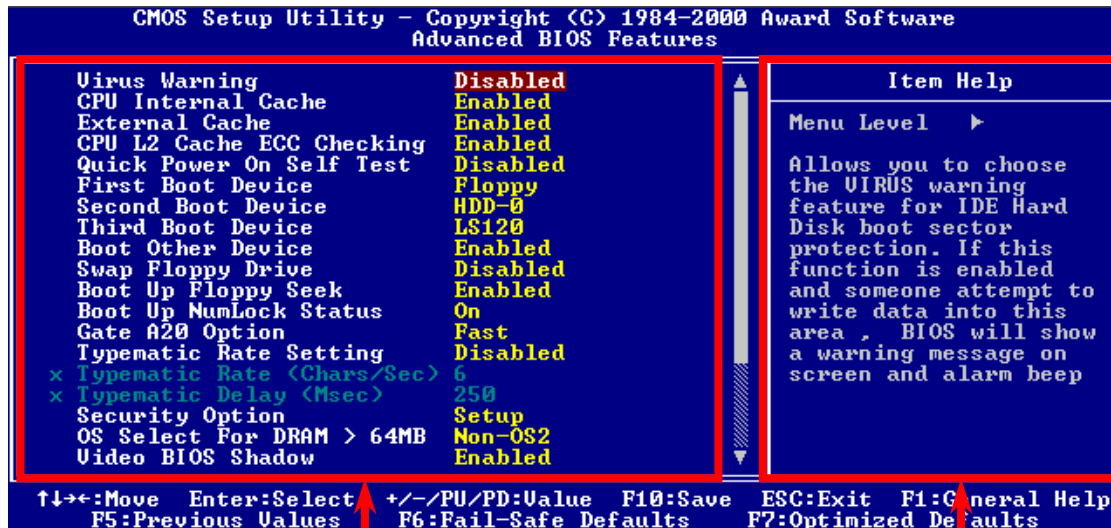 CMOS Setup Utility – Copyright (C) 1984–2000 Award Software
Advanced BIOS Features
Virus Warning Disabled
CPU Internal Cache Enabled
External Cache Enabled
CPU L2 Cache ECC Checking Enabled
Quick Power On Self Test Disabled
First Boot Device Floppy
Second Boot Device HDD-0
Third Boot Device LS120
Boot Other Device Enabled
Swap Floppy Drive Disabled
Boot Up Floppy Seek Enabled
Boot Up NumLock Status On
Gate A20 Option Fast
Typematic Rate Setting Disabled
x Typematic Rate (Chars/Sec) 6
x Typematic Delay (Msec) 250
Security Option Setup
OS Select For DRAM > 64MB Non-OS2
Video BIOS Shadow Enabled
Item Help
Menu Level ▶
Allows you to choose
the VIRUS warning
feature for IDE Hard
Disk boot sector
protection. If this
function is enabled
and someone attempt to
write data into this
area , BIOS will show
a warning message on
screen and alarm beep
↑↓→←:Move Enter:Select +/-/PU/PD:Value F10:Save ESC:Exit F1:General Help
F5:Previous Values F6:Fail-Safe Defaults F7:Optimized Defaults